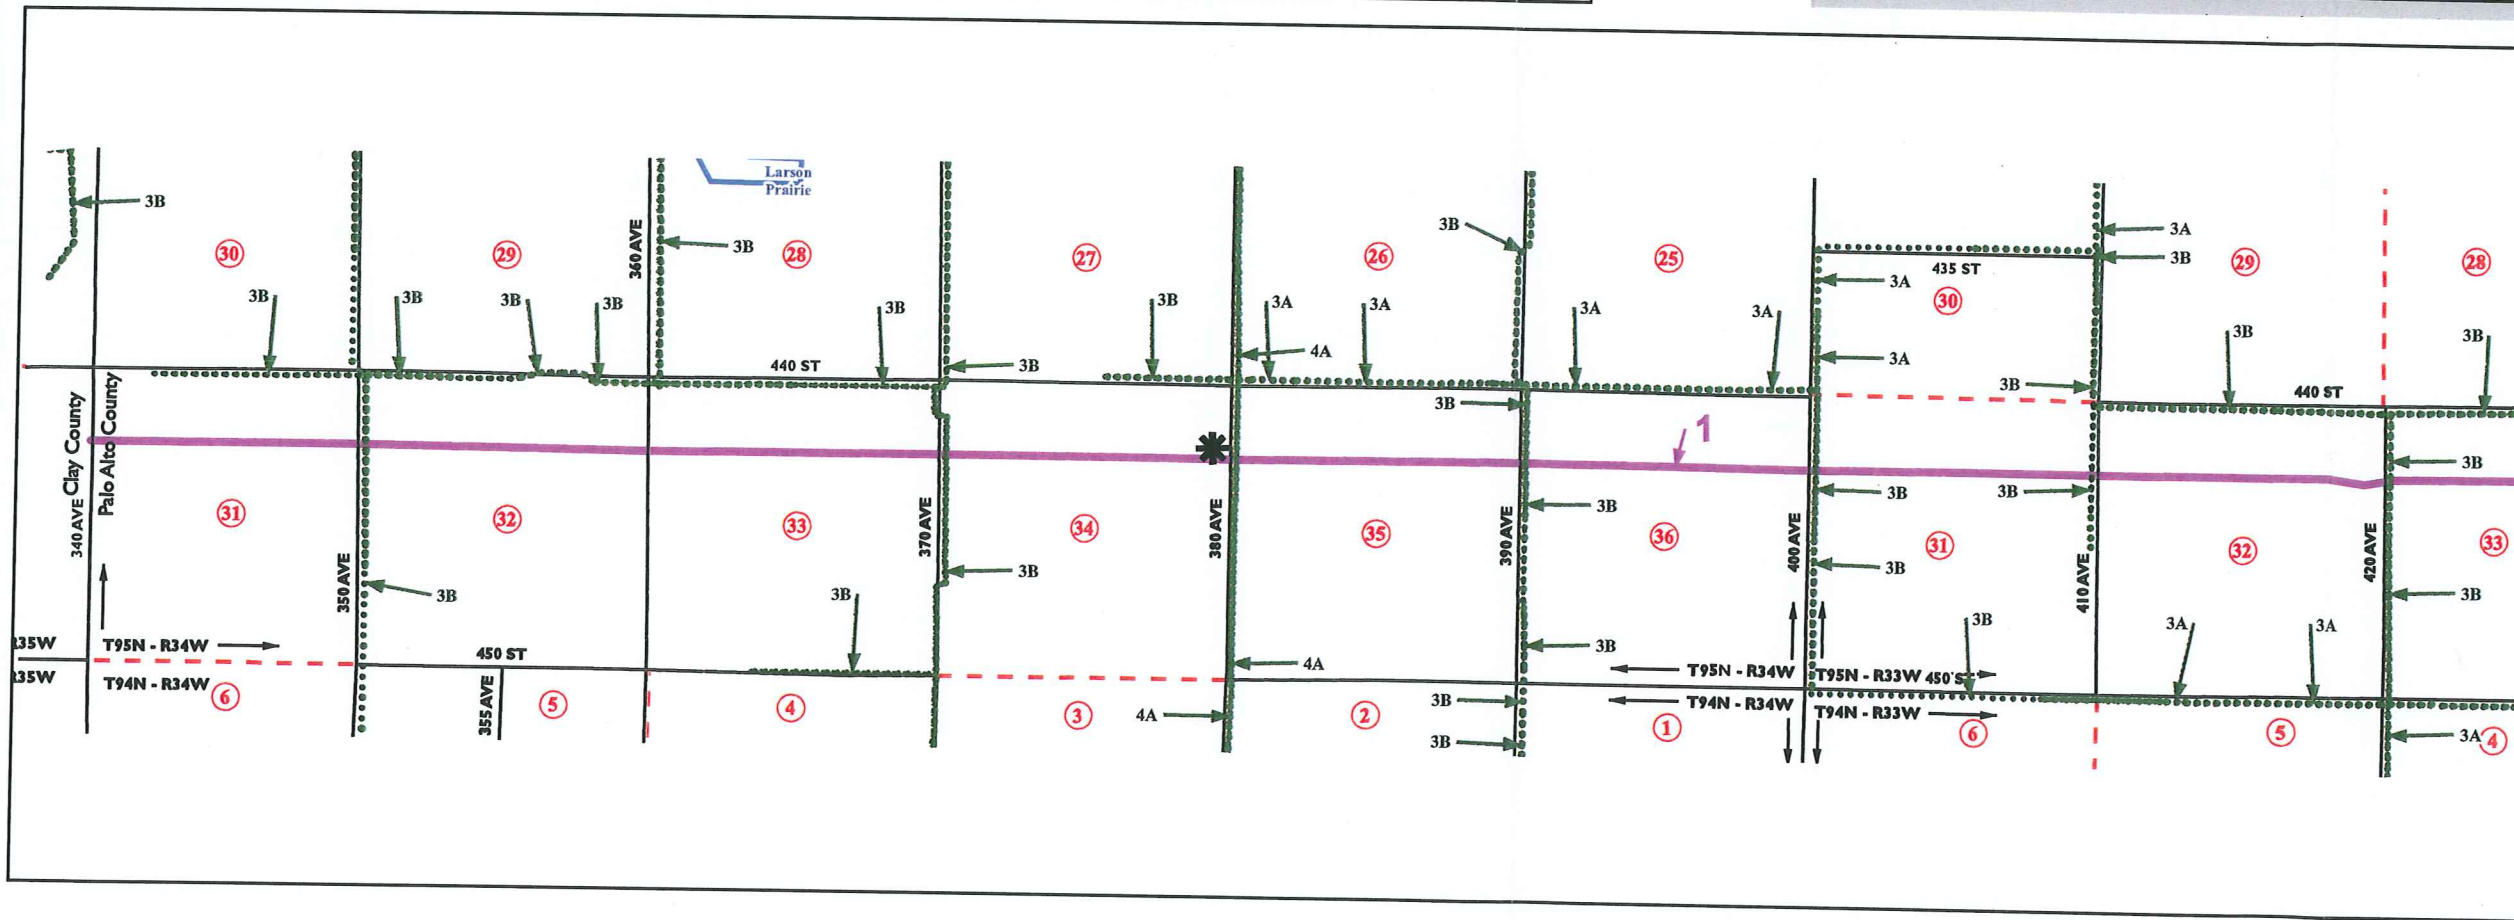 Larson
Prairie
3B
30
29
360 AVE
3B
28
27
26
3B
25
3A
435 ST
30
3A
3B
29
28
3B
3B
3B
3B
3B
3B
3A
3A
4A
3A
3A
3A
3B
3B
440 ST
3B
3B
3B
440 ST
340 AVE
Clay County
Palo Alto County
1
3B
3B
3B
3B
31
32
33
370 AVE
34
380 AVE
35
390 AVE
36
400 AVE
31
32
420 AVE
33
350 AVE
3B
3B
3B
3B
410 AVE
3B
3B
3B
3A
3A
R35W
T95N - R34W
450 ST
4A
T95N - R34W
T95N - R33W
450 ST
R35W
T94N - R34W
T94N - R34W
T94N - R33W
6
355 AVE
5
4
3
4A
2
3B
3B
1
6
5
3A
4